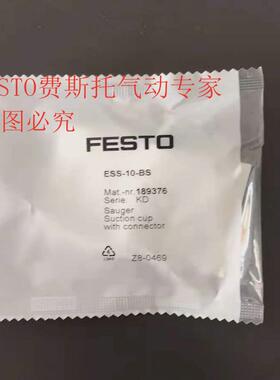 STO费斯托气动专家
图必究
FESTO
ESS-10-BS
Mat.-nr. 189376
Serie: KD
Sauger
Suction cup
with connector
Z8-0469